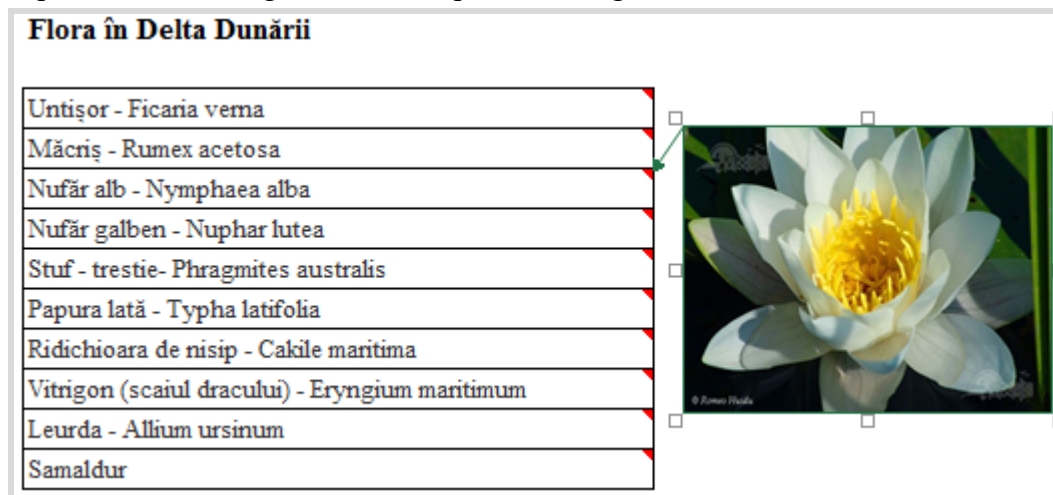 Flora în Delta Dunării
Untișor - Ficaria verna
Măcriș - Rumex acetosa
Nufăr alb - Nymphaea alba
Nufăr galben - Nuphar lutea
Stuf - trestie- Phragmites australis
Papura lată - Typha latifolia
Ridichioara de nisip - Cakile maritima
Vitrigon (scaiul dracului) - Eryngium maritimum
Leurda - Allium ursinum
Samaldur
© Romeo